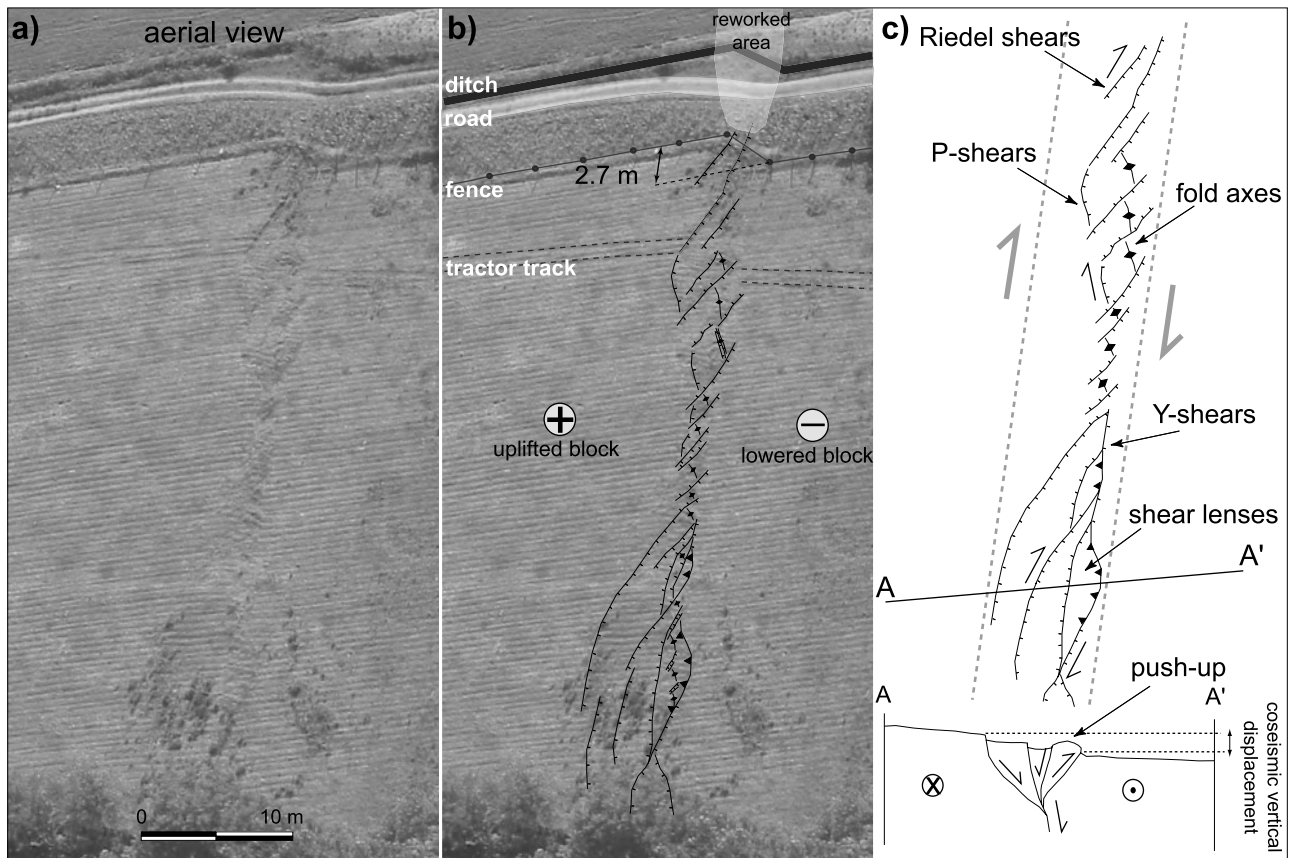 a)
aerial view
0
10 m
b)
reworked
area
ditch
road
2.7 m
fence
tractor track
+
uplifted block
−
lowered block
c)
Riedel shears
P-shears
fold axes
Y-shears
shear lenses
A
A'
push-up
A
A'
coseismic vertical
displacement